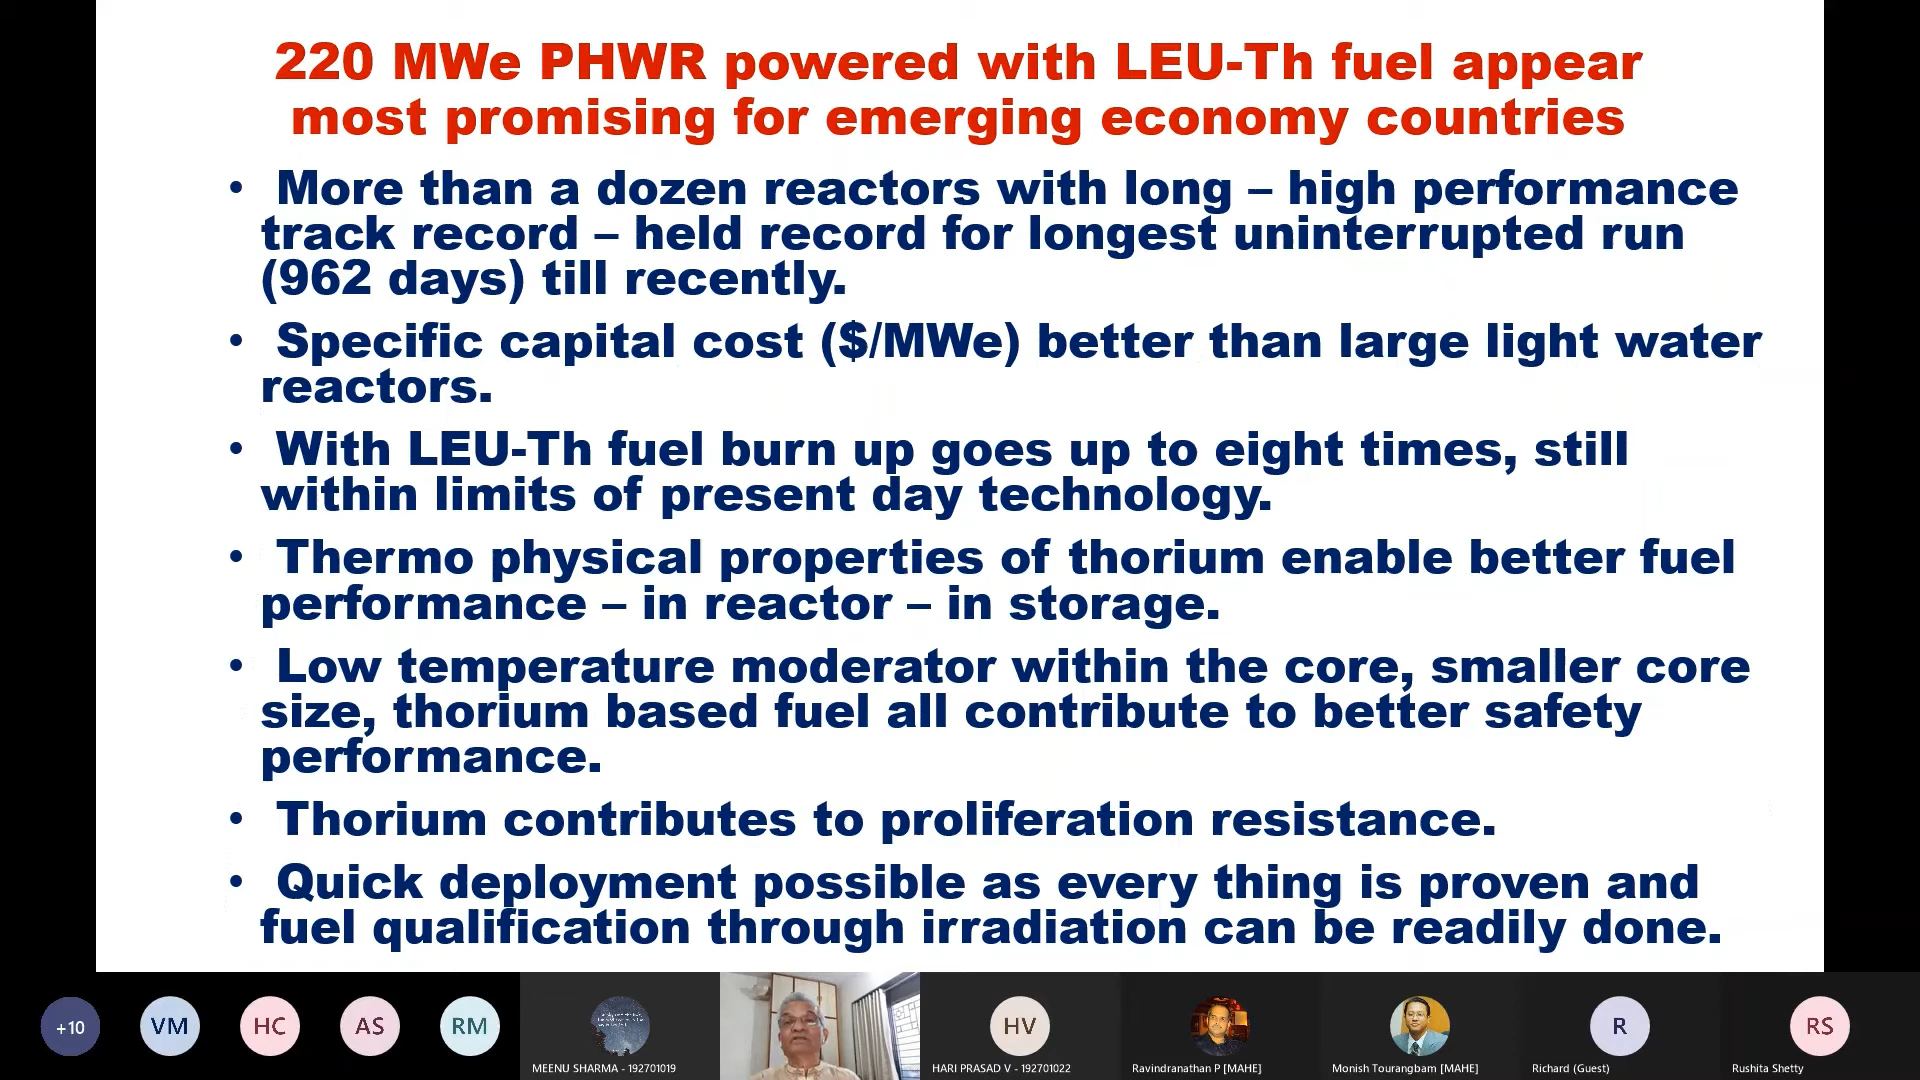 220 MWe PHWR powered with LEU-Th fuel appear
most promising for emerging economy countries
• More than a dozen reactors with long – high performance
track record – held record for longest uninterrupted run
(962 days) till recently.
• Specific capital cost ($/MWe) better than large light water
reactors.
• With LEU-Th fuel burn up goes up to eight times, still
within limits of present day technology.
• Thermo physical properties of thorium enable better fuel
performance – in reactor – in storage.
• Low temperature moderator within the core, smaller core
size, thorium based fuel all contribute to better safety
performance.
• Thorium contributes to proliferation resistance.
• Quick deployment possible as every thing is proven and
fuel qualification through irradiation can be readily done.
+10 VM HC AS RM HV R RS
MEENU SHARMA - 192701019 HARI PRASAD V - 192701022 Ravindranathan P [MAHE] Monish Tourangbam [MAHE] Richard (Guest) Rushita Shetty